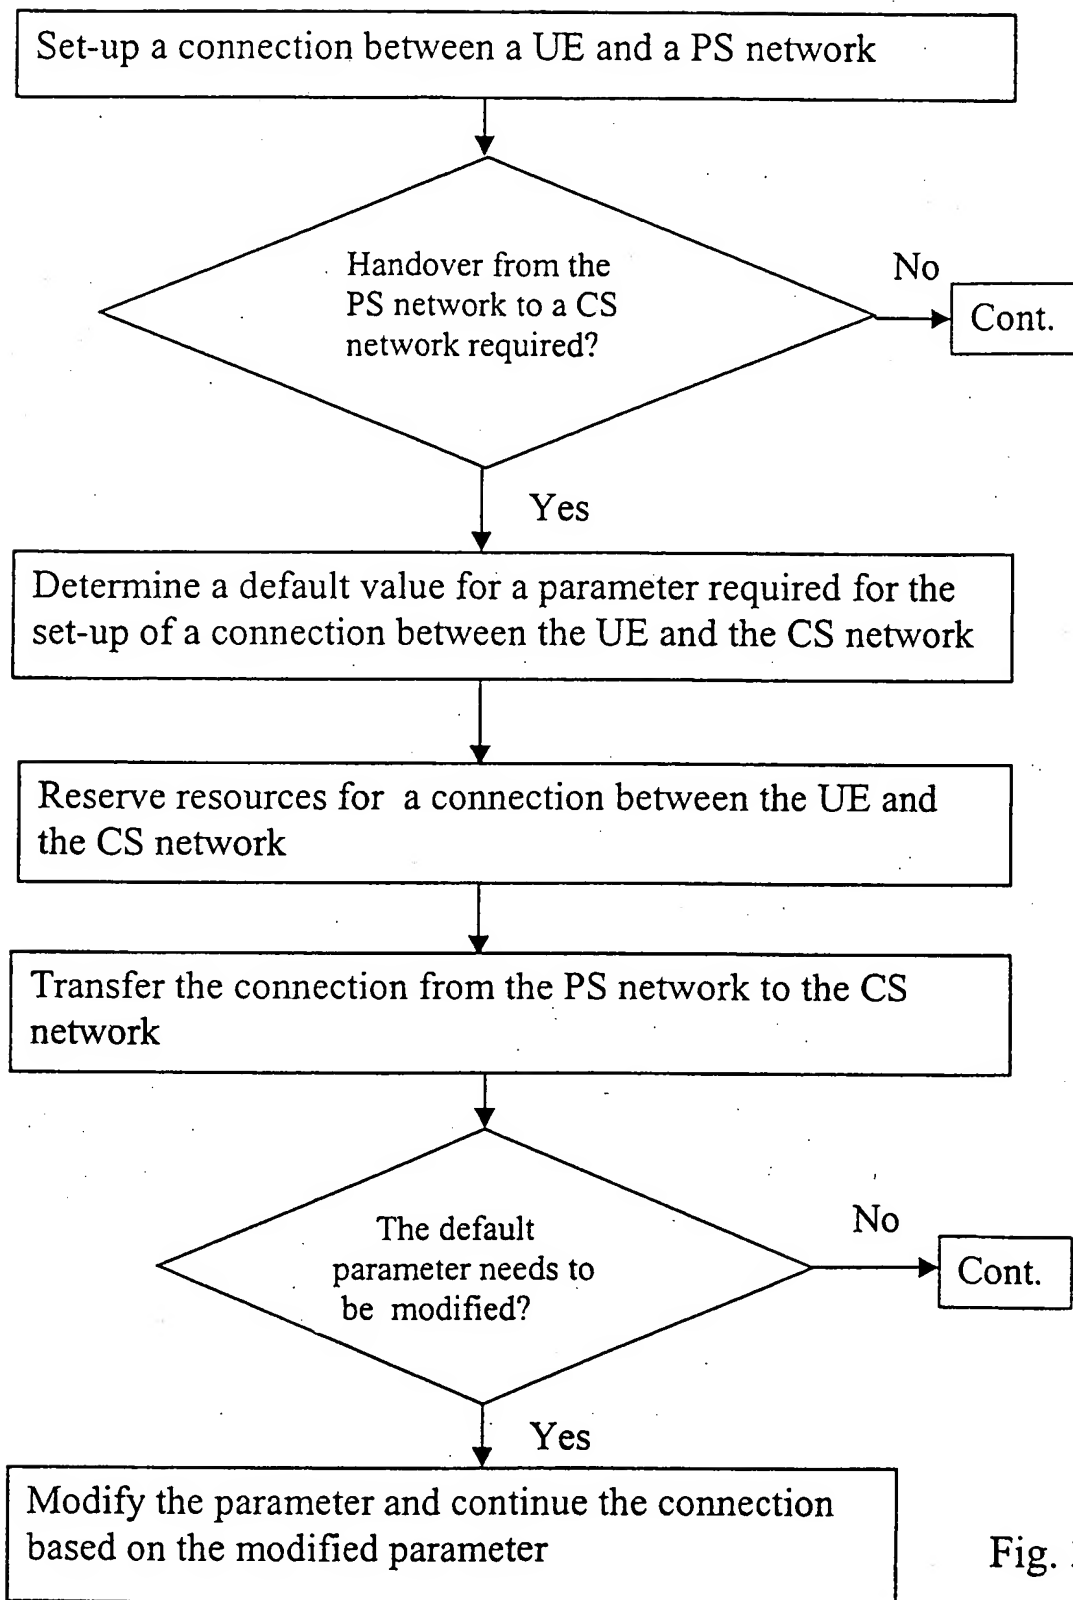 Set-up a connection between a UE and a PS network
Handover from the
PS network to a CS
network required?
No
Cont.
Yes
Determine a default value for a parameter required for the
set-up of a connection between the UE and the CS network
Reserve resources for a connection between the UE and
the CS network
Transfer the connection from the PS network to the CS
network
The default
parameter needs to
be modified?
No
Cont.
Yes
Modify the parameter and continue the connection
based on the modified parameter
Fig.